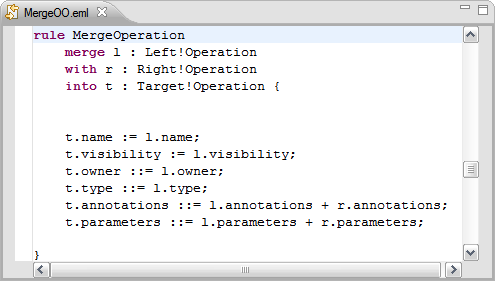 MergeOO.eml
rule MergeOperation
    merge l : Left!Operation
    with r : Right!Operation
    into t : Target!Operation {
    t.name := l.name;
    t.visibility := l.visibility;
    t.owner ::= l.owner;
    t.type ::= l.type;
    t.annotations ::= l.annotations + r.annotations;
    t.parameters ::= l.parameters + r.parameters;
}